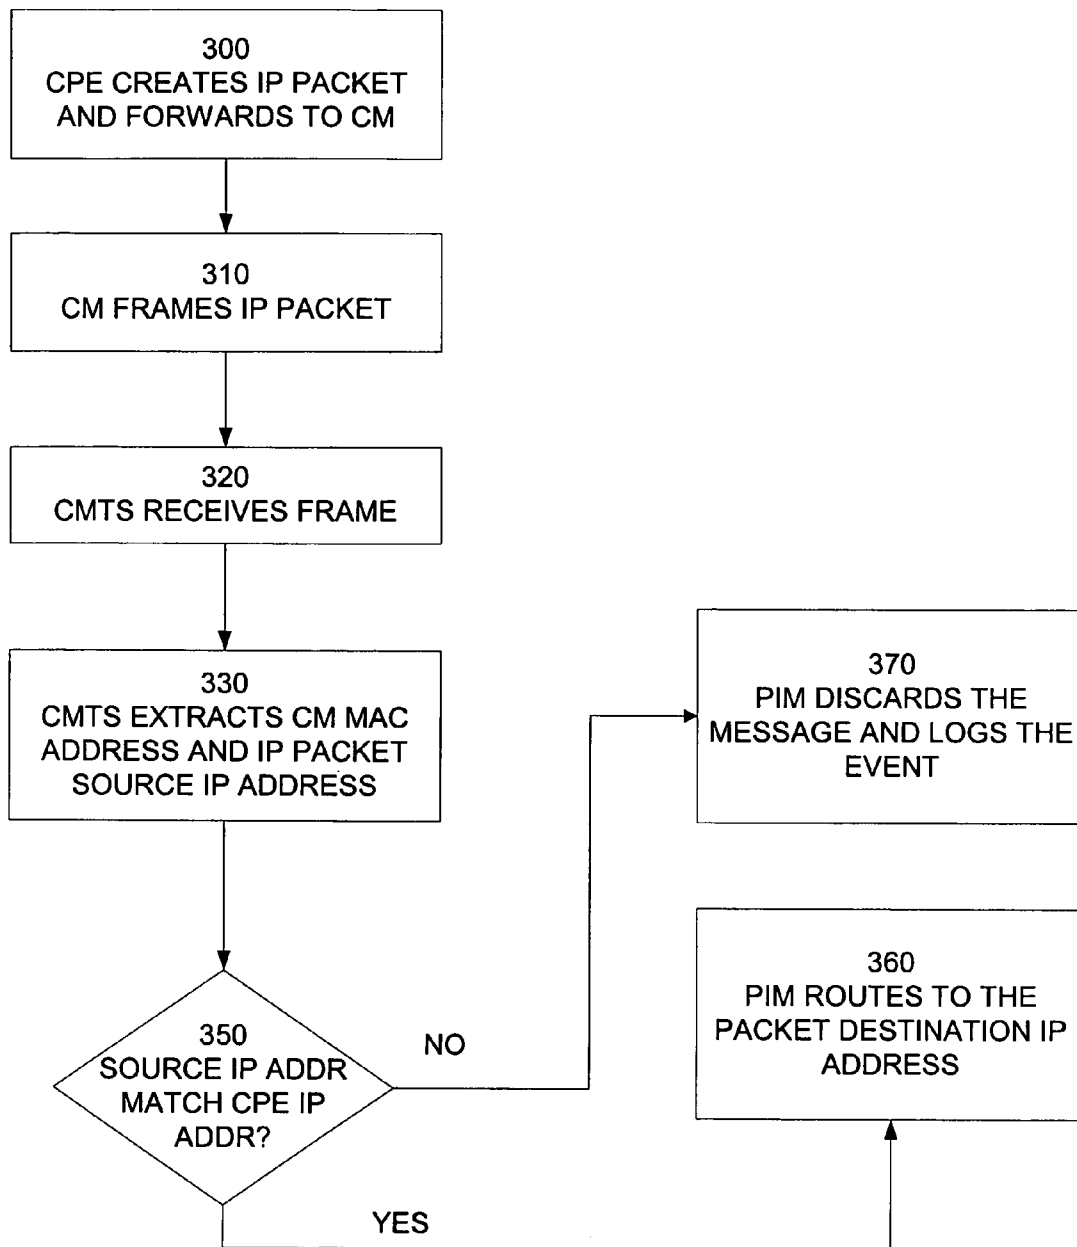 300
CPE CREATES IP PACKET
AND FORWARDS TO CM
310
CM FRAMES IP PACKET
320
CMTS RECEIVES FRAME
330
CMTS EXTRACTS CM MAC
ADDRESS AND IP PACKET
SOURCE IP ADDRESS
350
SOURCE IP ADDR
MATCH CPE IP
ADDR?
NO
YES
370
PIM DISCARDS THE
MESSAGE AND LOGS THE
EVENT
360
PIM ROUTES TO THE
PACKET DESTINATION IP
ADDRESS